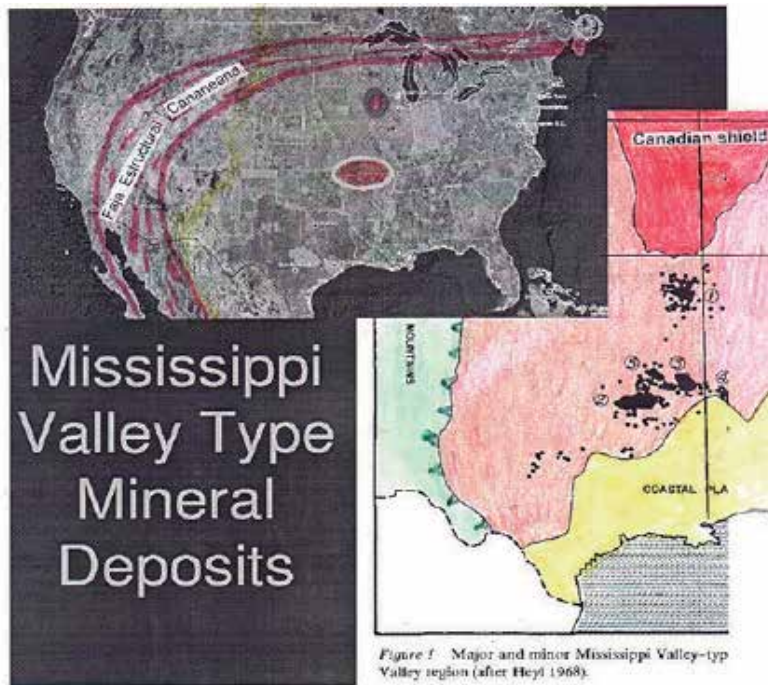 Faja Estructural Cananeana
Canadian shield
MOUNTAINS
COASTAL PLA
Mississippi
Valley Type
Mineral
Deposits
Figure 1 Major and minor Mississippi Valley-typ
Valley region (after Heyl 1968).